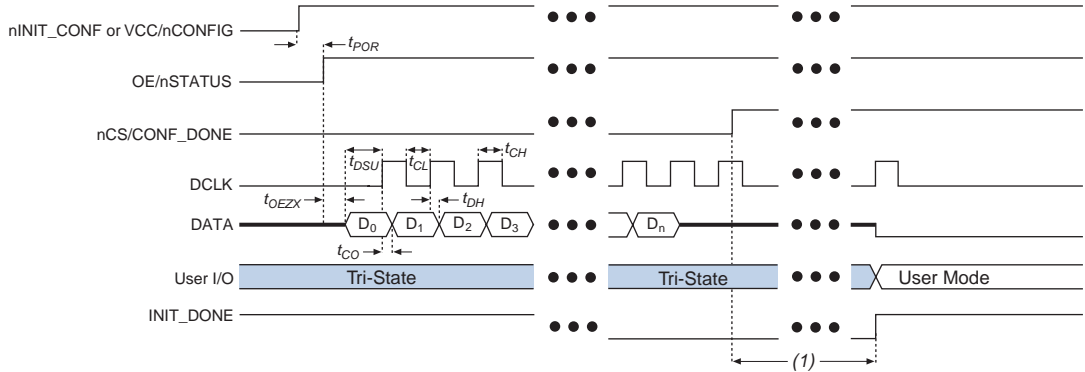 nINIT_CONF or VCC/nCONFIG
tPOR
OE/nSTATUS
nCS/CONF_DONE
tDSU tCL tCH
DCLK
tOEZX tDH
DATA D0 D1 D2 D3 Dn
tCO
User I/O Tri-State Tri-State User Mode
INIT_DONE
(1)